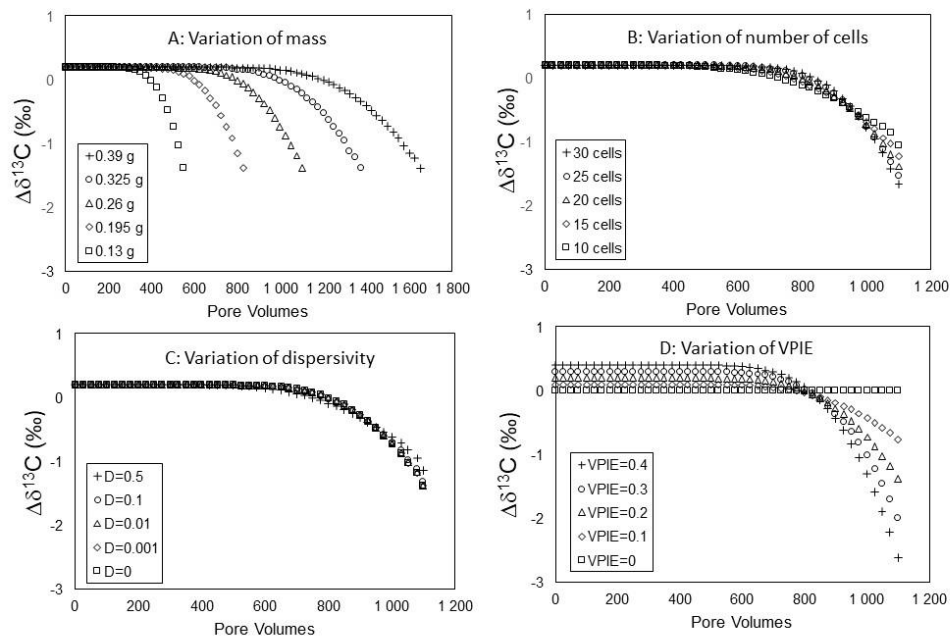 A: Variation of mass
1
0
-1
-2
-3
Δδ¹³C (‰)
+ 0.39 g
○ 0.325 g
△ 0.26 g
◇ 0.195 g
□ 0.13 g
0 200 400 600 800 1 000 1 200 1 400 1 600 1 800
Pore Volumes
B: Variation of number of cells
1
0
-1
-2
-3
Δδ¹³C (‰)
+ 30 cells
○ 25 cells
△ 20 cells
◇ 15 cells
□ 10 cells
0 200 400 600 800 1 000 1 200
Pore Volumes
C: Variation of dispersivity
1
0
-1
-2
-3
Δδ¹³C (‰)
+ D=0.5
○ D=0.1
△ D=0.01
◇ D=0.001
□ D=0
0 200 400 600 800 1 000 1 200
Pore Volumes
D: Variation of VPIE
1
0
-1
-2
-3
Δδ¹³C (‰)
+ VPIE=0.4
○ VPIE=0.3
△ VPIE=0.2
◇ VPIE=0.1
□ VPIE=0
0 200 400 600 800 1 000 1 200
Pore Volumes